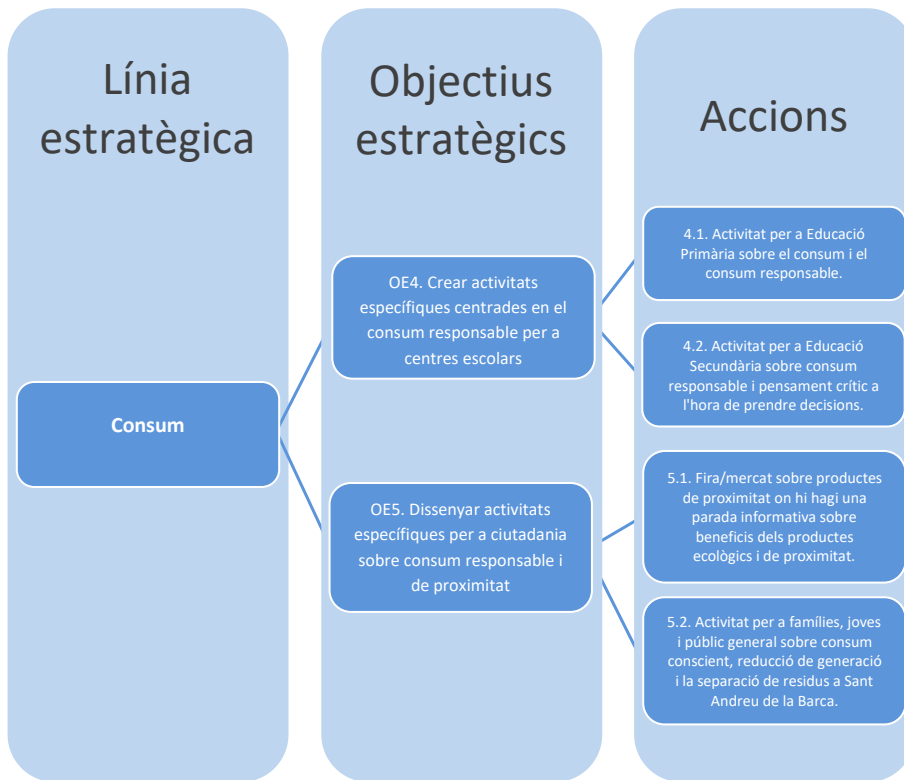 Línia
estratègica
Objectius
estratègics
Accions
Consum
OE4. Crear activitats
específiques centrades en el
consum responsable per a
centres escolars
OE5. Dissenyar activitats
específiques per a ciutadania
sobre consum responsable i
de proximitat
4.1. Activitat per a Educació
Primària sobre el consum i el
consum responsable.
4.2. Activitat per a Educació
Secundària sobre consum
responsable i pensament crític a
l'hora de prendre decisions.
5.1. Fira/mercat sobre productes
de proximitat on hi hagi una
parada informativa sobre
beneficis dels productes
ecològics i de proximitat.
5.2. Activitat per a famílies, joves
i públic general sobre consum
conscient, reducció de generació
i la separació de residus a Sant
Andreu de la Barca.